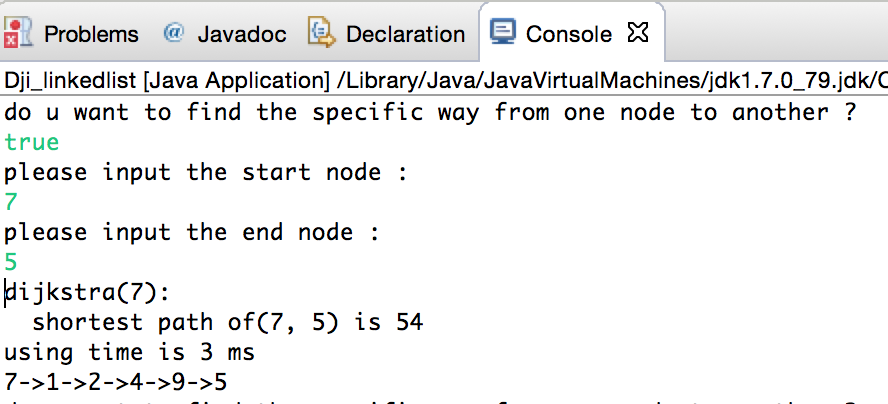 Problems @ Javadoc Declaration Console
Dji_linkedlist [Java Application] /Library/Java/JavaVirtualMachines/jdk1.7.0_79.jdk/C
do u want to find the specific way from one node to another ?
true
please input the start node :
7
please input the end node :
5
dijkstra(7):
shortest path of(7, 5) is 54
using time is 3 ms
7->1->2->4->9->5